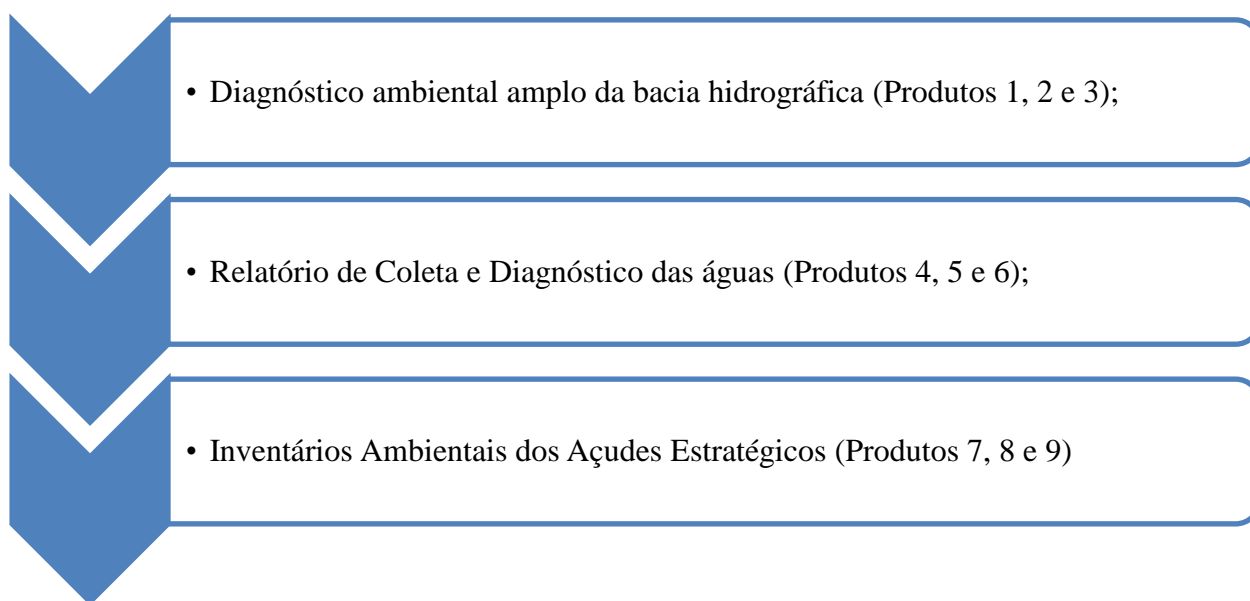 • Diagnóstico ambiental amplo da bacia hidrográfica (Produtos 1, 2 e 3);
• Relatório de Coleta e Diagnóstico das águas (Produtos 4, 5 e 6);
• Inventários Ambientais dos Açudes Estratégicos (Produtos 7, 8 e 9)